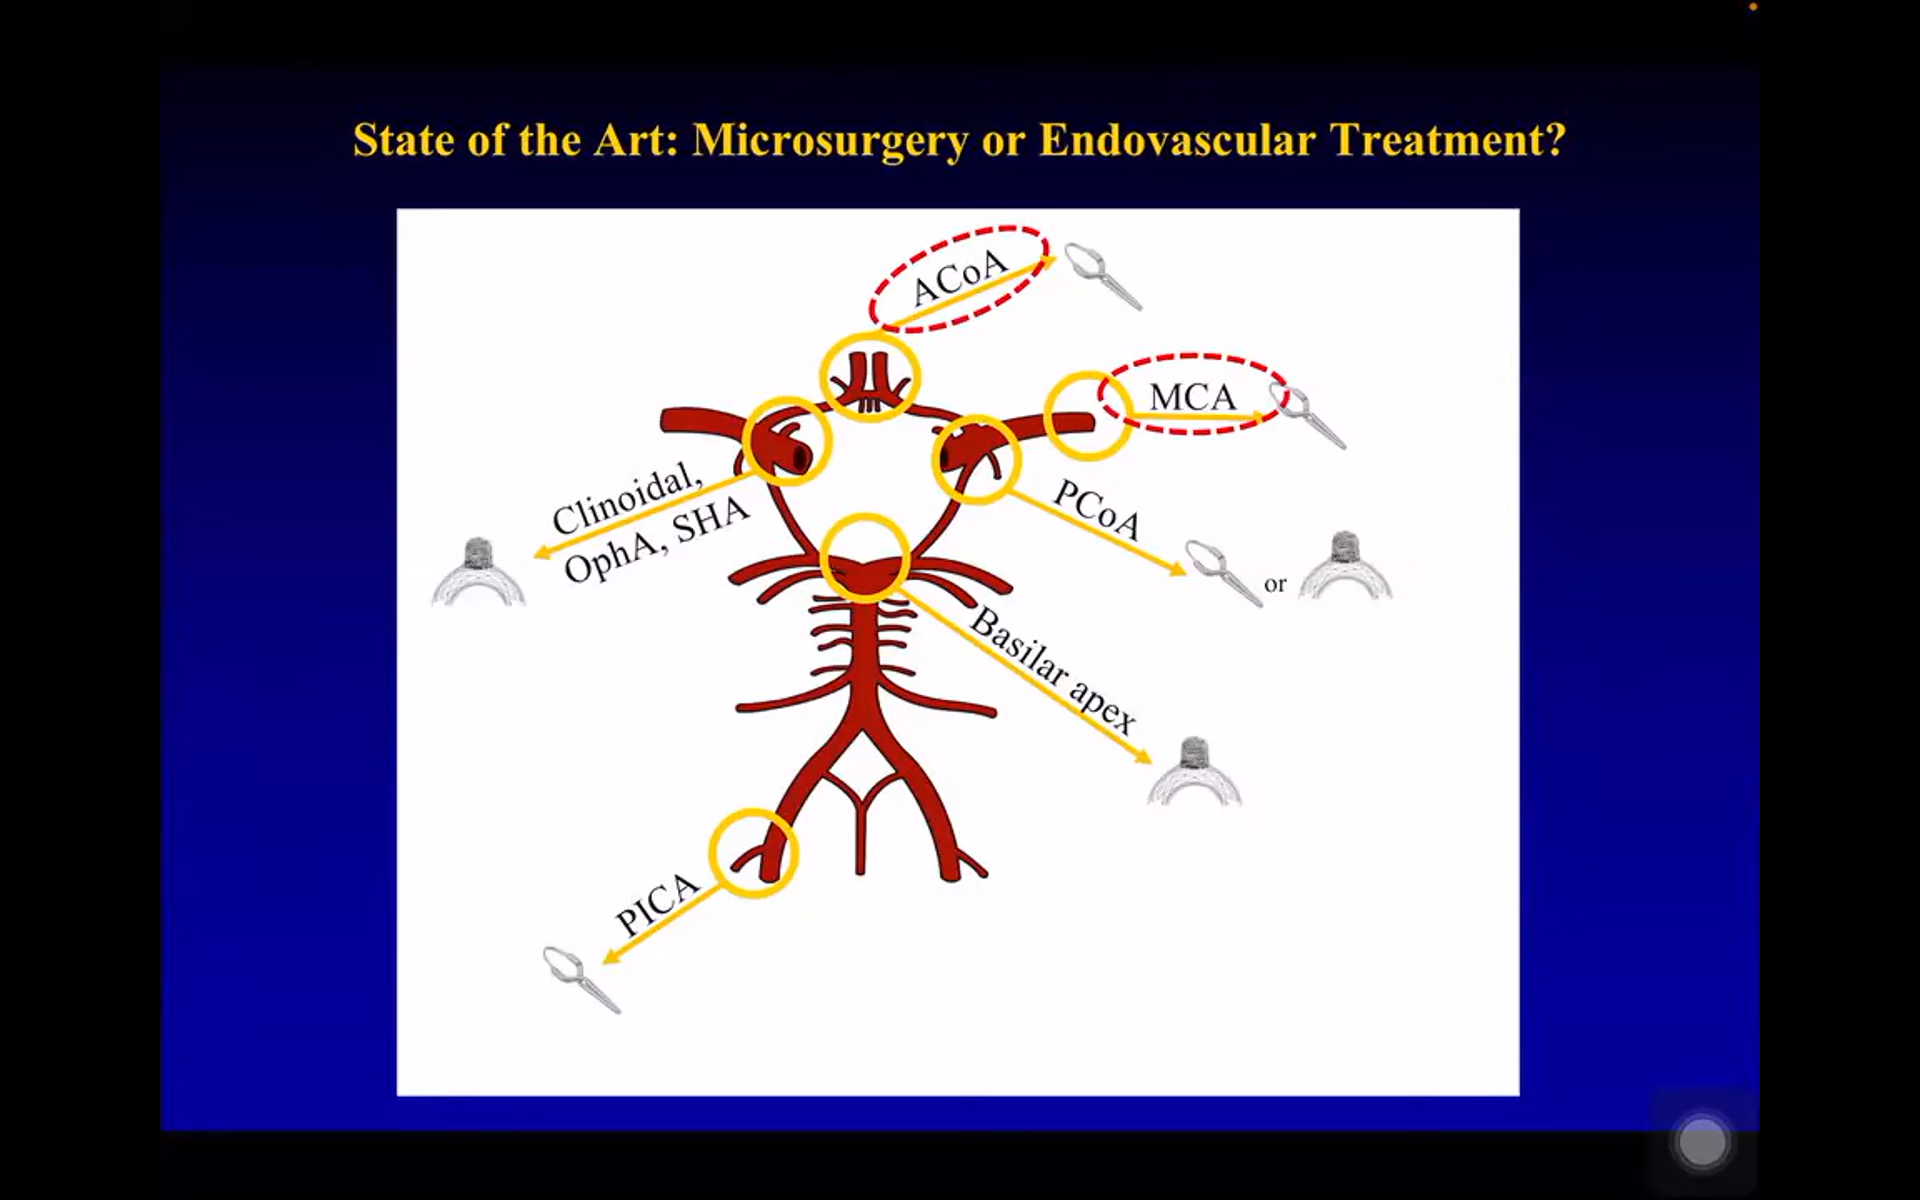 State of the Art: Microsurgery or Endovascular Treatment?
ACoA
MCA
Clinoidal,
OphA, SHA
PCoA
or
Basilar apex
PICA